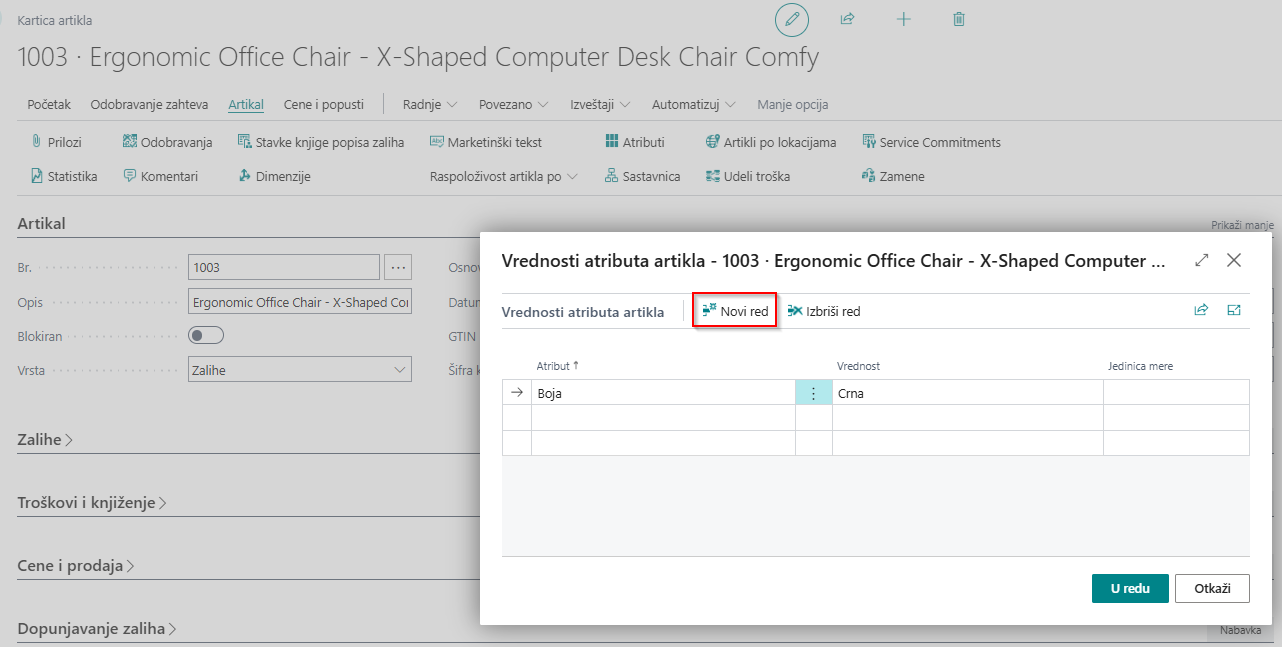 Kartica artikla
1003 · Ergonomic Office Chair - X-Shaped Computer Desk Chair Comfy
Početak Odobravanje zahteva Artikal Cene i popusti Radnje Povezano Izveštaji Automatizuj Manje opcija
Prilozi Odobravanja Stavke knjige popisa zaliha Marketinški tekst Atributi Artikli po lokacijama Service Commitments
Statistika Komentari Dimenzije Raspoloživost artikla po Sastavnica Udeli troška Zamene
Artikal Prikaži manje
Br. 1003 ... Osnov
Opis Ergonomic Office Chair - X-Shaped Co Datu
Blokiran GTIN
Vrsta Zalihe Šifra
Zalihe
Troškovi i knjiženje
Cene i prodaja
Dopunjavanje zaliha
Nabavka
Vrednosti atributa artikla - 1003 · Ergonomic Office Chair - X-Shaped Computer ...
Vrednosti atributa artikla Novi red Izbriši red
Atribut ↑ Vrednost Jedinica mere
Boja Crna
U redu Otkaži